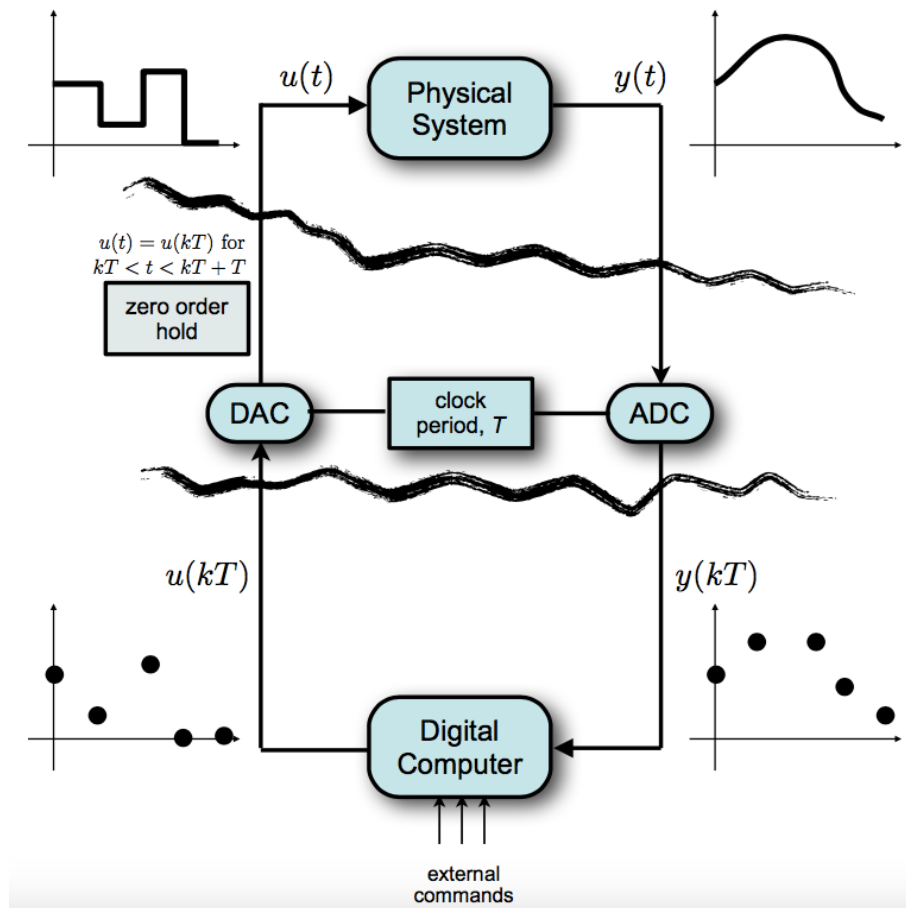 u(t)
Physical
System
y(t)
u(t) = u(kT) for
kT < t < kT + T
zero order
hold
DAC
clock
period, T
ADC
u(kT)
y(kT)
Digital
Computer
external
commands